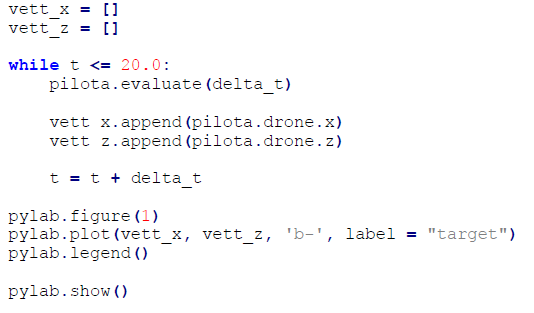 vett_x = []
vett_z = []
while t <= 20.0:
    pilota.evaluate(delta_t)
    vett x.append(pilota.drone.x)
    vett z.append(pilota.drone.z)
    t = t + delta_t
pylab.figure(1)
pylab.plot(vett_x, vett_z, 'b-', label = "target")
pylab.legend()
pylab.show()